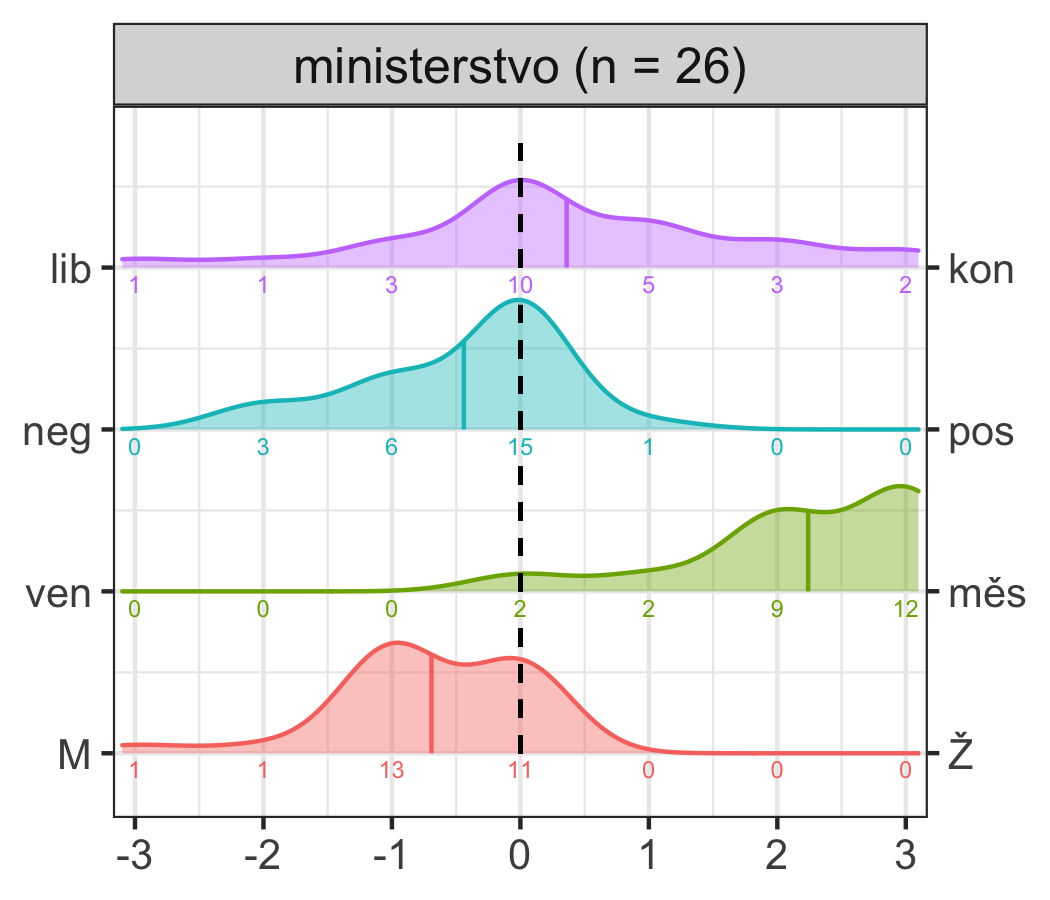 ministerstvo (n = 26)
lib kon
1 1 3 10 5 3 2
neg pos
0 3 6 15 1 0 0
ven měs
0 0 0 2 2 9 12
M Ž
1 1 13 11 0 0 0
-3 -2 -1 0 1 2 3